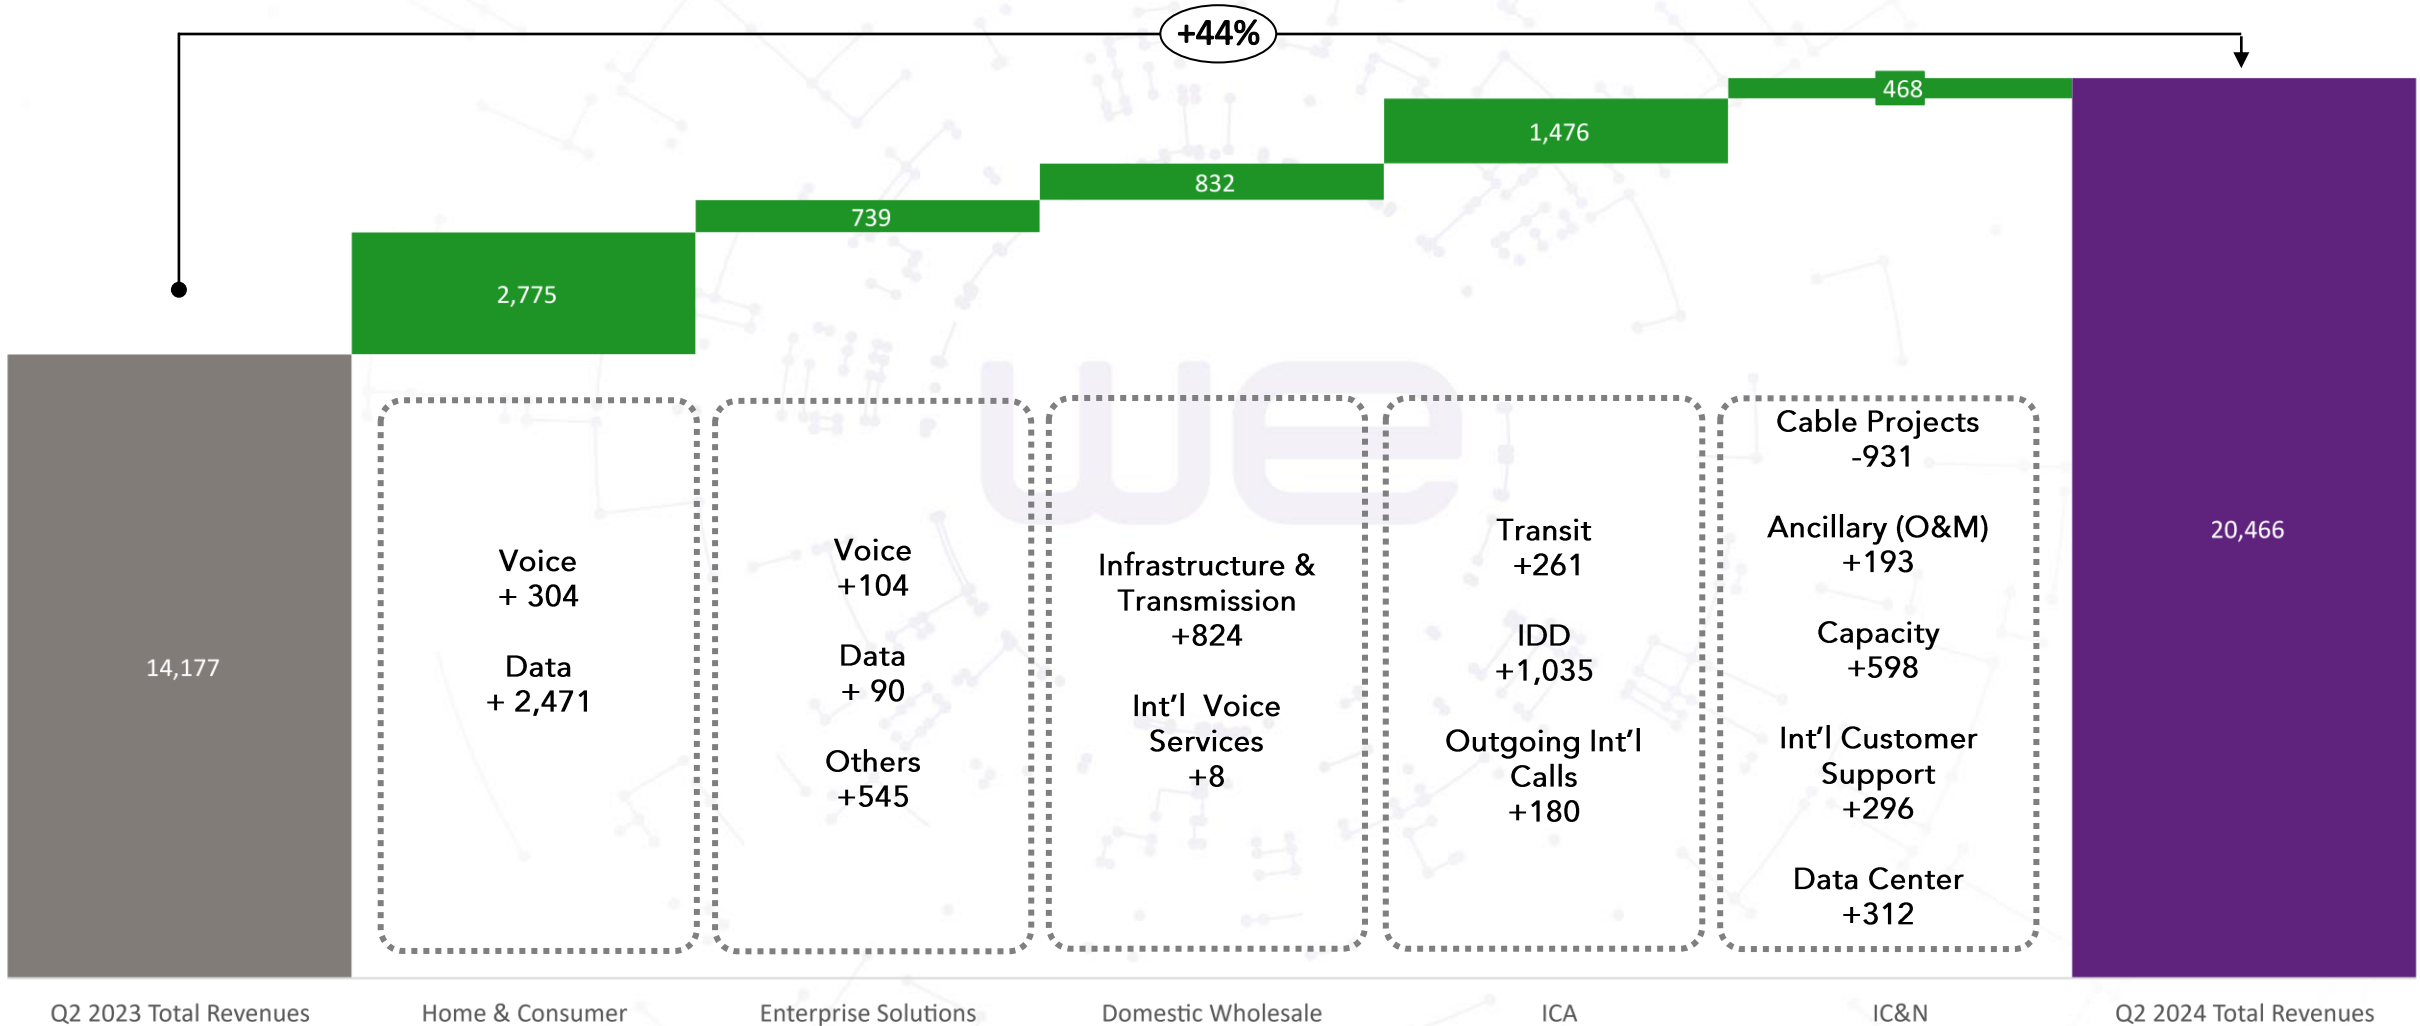 +44%
468
1,476
832
739
2,775
14,177
20,466
we
Voice
+ 304
Data
+ 2,471
Voice
+104
Data
+ 90
Others
+545
Infrastructure &
Transmission
+824
Int’l Voice
Services
+8
Transit
+261
IDD
+1,035
Outgoing Int’l
Calls
+180
Cable Projects
-931
Ancillary (O&M)
+193
Capacity
+598
Int’l Customer
Support
+296
Data Center
+312
Q2 2023 Total Revenues
Home & Consumer
Enterprise Solutions
Domestic Wholesale
ICA
IC&N
Q2 2024 Total Revenues